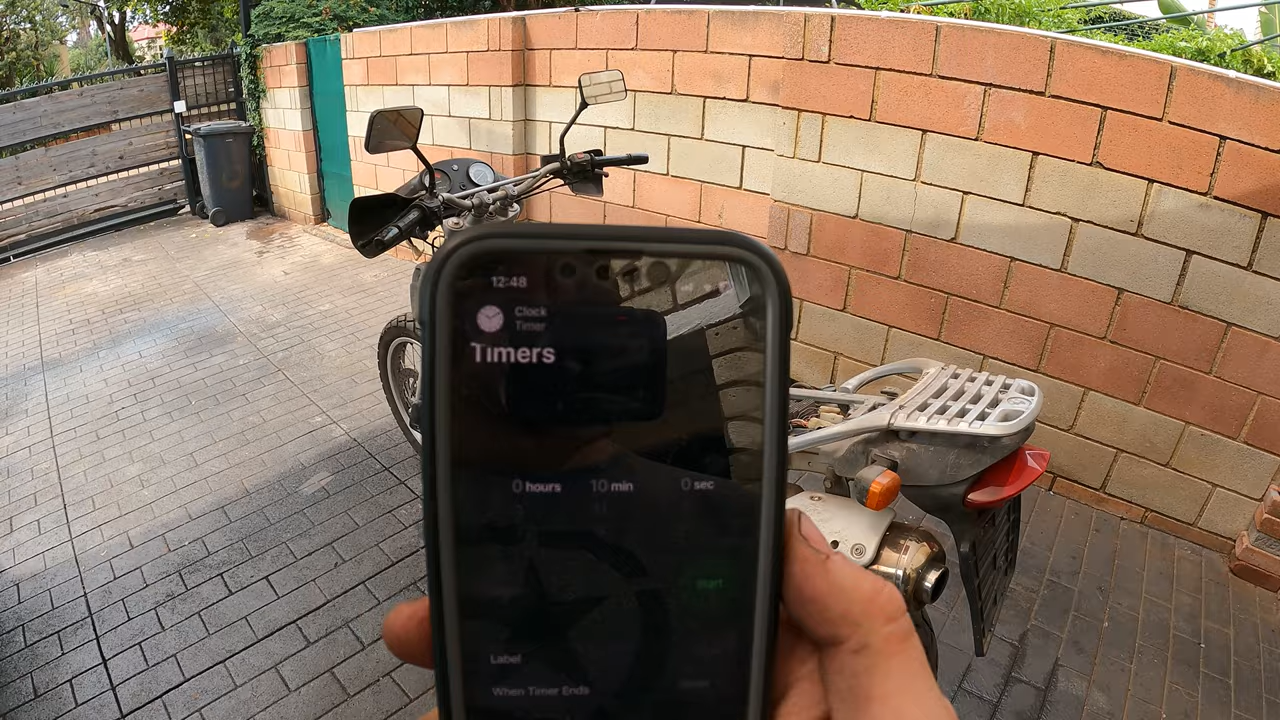 12:48
Clock
Timer
Timers
0 hours 10 min 0 sec
Start
Label
When Timer Ends